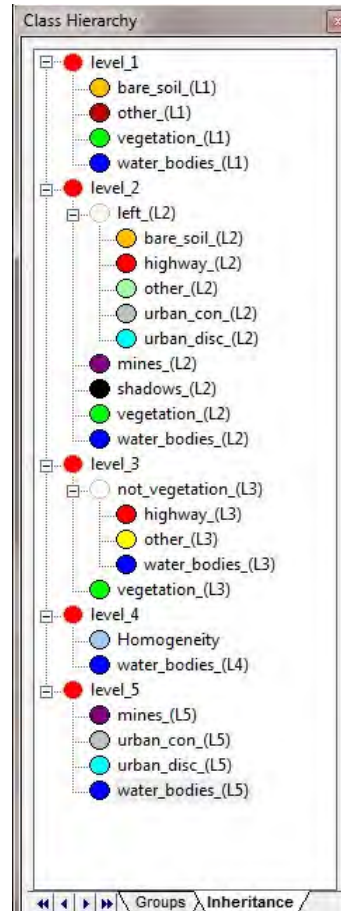 Class Hierarchy
level_1
bare_soil_(L1)
other_(L1)
vegetation_(L1)
water_bodies_(L1)
level_2
left_(L2)
bare_soil_(L2)
highway_(L2)
other_(L2)
urban_con_(L2)
urban_disc_(L2)
mines_(L2)
shadows_(L2)
vegetation_(L2)
water_bodies_(L2)
level_3
not_vegetation_(L3)
highway_(L3)
other_(L3)
water_bodies_(L3)
vegetation_(L3)
level_4
Homogeneity
water_bodies_(L4)
level_5
mines_(L5)
urban_con_(L5)
urban_disc_(L5)
water_bodies_(L5)
Groups Inheritance